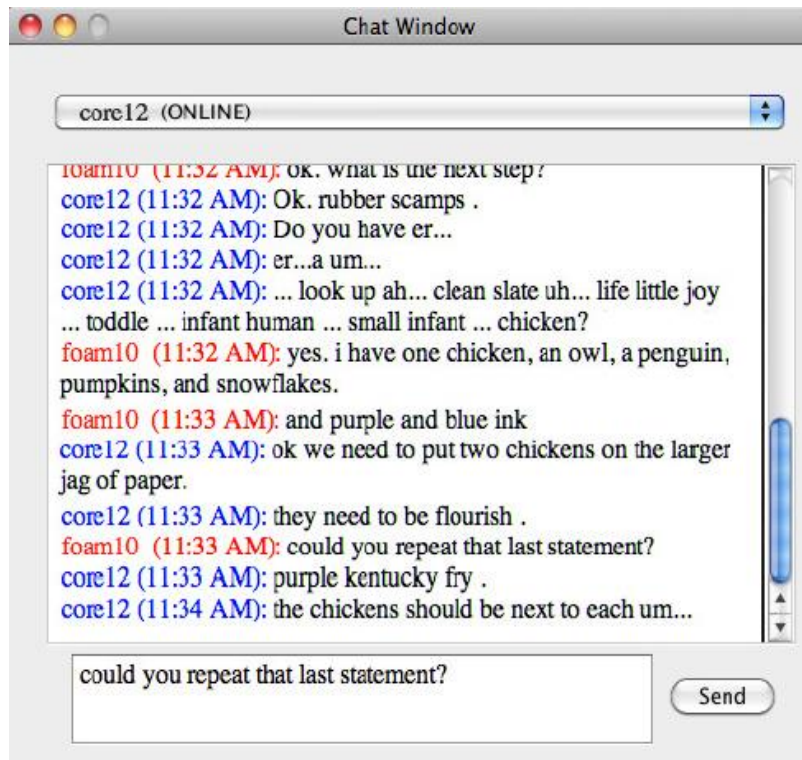 Chat Window
core12 (ONLINE)
foam10 (11:32 AM): ok. what is the next step?
core12 (11:32 AM): Ok. rubber scamps .
core12 (11:32 AM): Do you have er...
core12 (11:32 AM): er...a um...
core12 (11:32 AM): ... look up ah... clean slate uh... life little joy
... toddle ... infant human ... small infant ... chicken?
foam10 (11:32 AM): yes. i have one chicken, an owl, a penguin,
pumpkins, and snowflakes.
foam10 (11:33 AM): and purple and blue ink
core12 (11:33 AM): ok we need to put two chickens on the larger
jag of paper.
core12 (11:33 AM): they need to be flourish .
foam10 (11:33 AM): could you repeat that last statement?
core12 (11:33 AM): purple kentucky fry .
core12 (11:34 AM): the chickens should be next to each um...
could you repeat that last statement?
Send